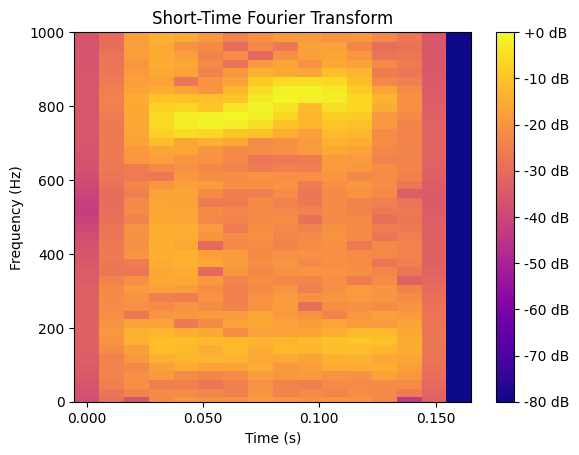 Short-Time Fourier Transform
1000
800
600
400
200
0
Frequency (Hz)
0.000
0.050
0.100
0.150
Time (s)
+0 dB
-10 dB
-20 dB
-30 dB
-40 dB
-50 dB
-60 dB
-70 dB
-80 dB